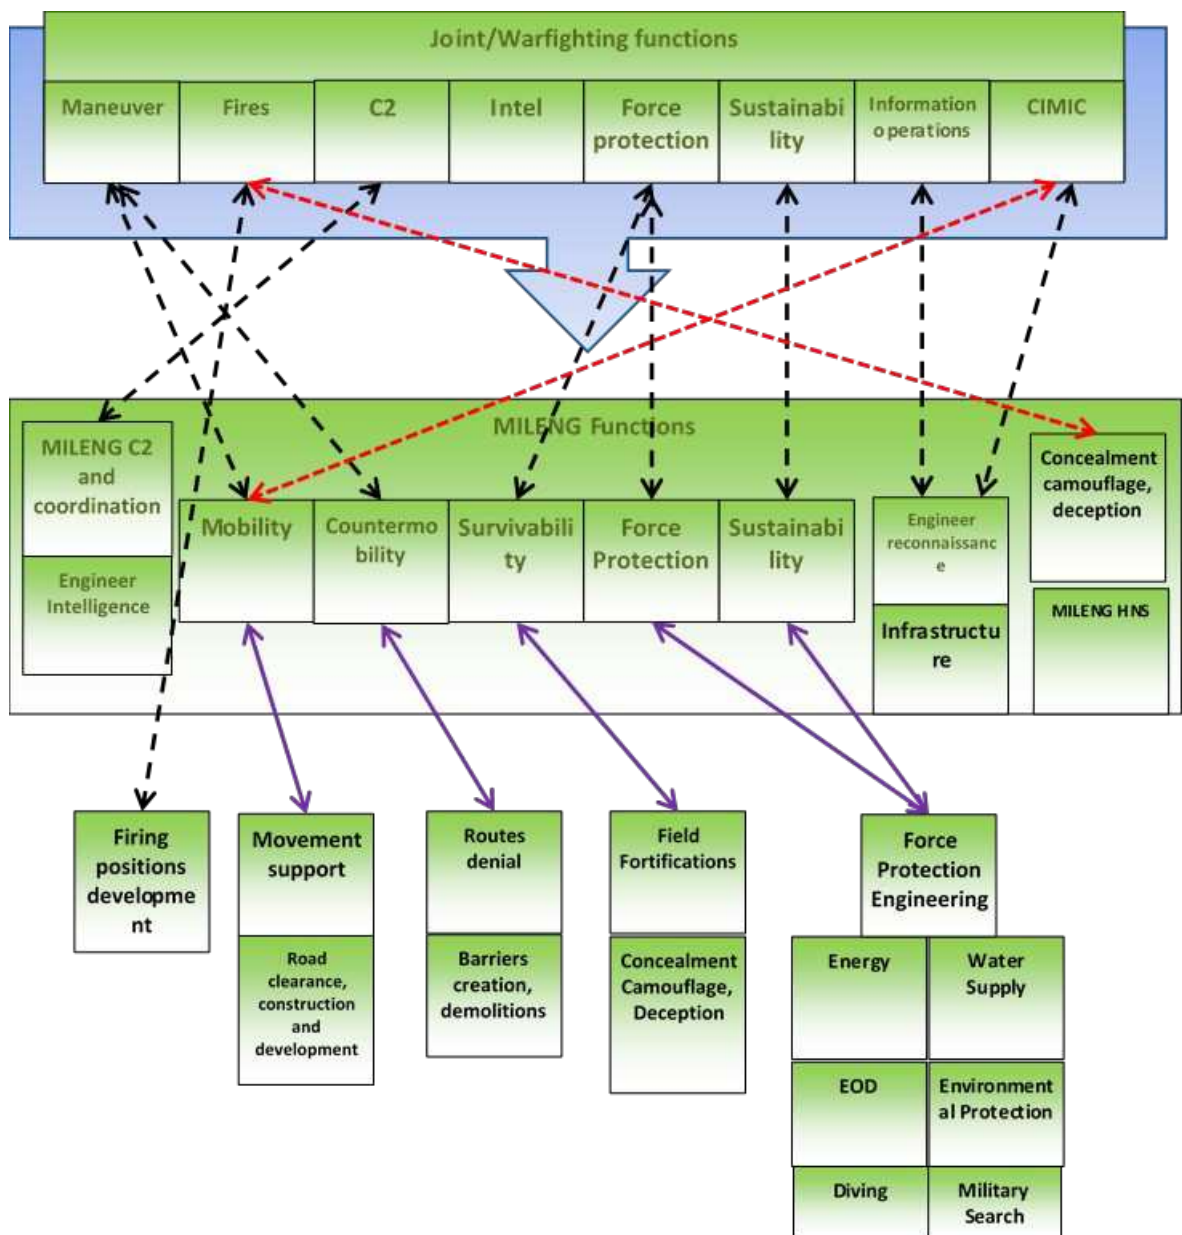 Joint/Warfighting functions
Maneuver
Fires
C2
Intel
Force
protection
Sustainabi
lity
Information
operations
CIMIC
MILENG Functions
MILENG C2
and
coordination
Engineer
Intelligence
Mobility
Countermo
bility
Survivabili
ty
Force
Protection
Sustainabi
lity
Engineer
reconnaissanc
e
Infrastructu
re
Concealment
camouflage,
deception
MILENG HNS
Firing
positions
developme
nt
Movement
support
Road
clearance,
construction
and
development
Routes
denial
Barriers
creation,
demolitions
Field
Fortifications
Concealment
Camouflage,
Deception
Force
Protection
Engineering
Energy
Water
Supply
EOD
Environment
al Protection
Diving
Military
Search